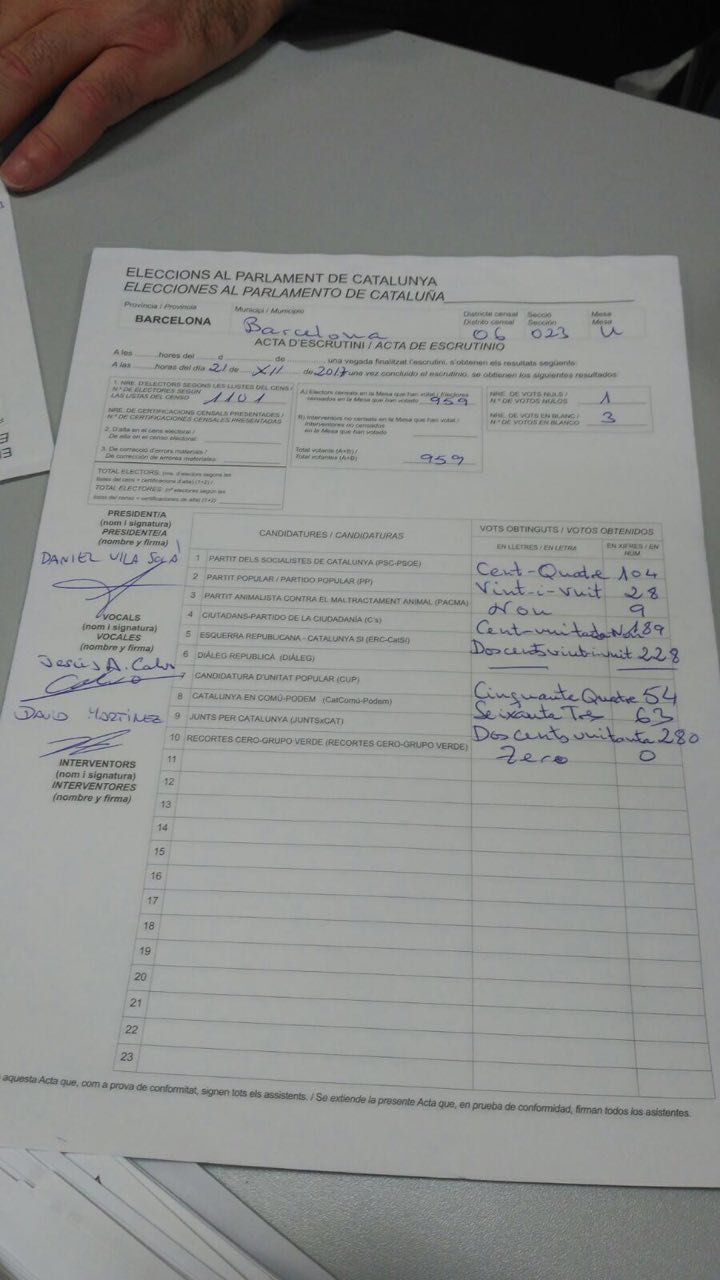 ELECCIONS AL PARLAMENT DE CATALUNYA
ELECCIONES AL PARLAMENTO DE CATALUÑA
Província / Provincia
BARCELONA
Municipi / Municipio
Barcelona
Districte censal
Distrito censal
06
Secció
Sección
023
Mesa
Mesa
U
ACTA D'ESCRUTINI / ACTA DE ESCRUTINIO
A les ........hores del ....d ........de ........, una vegada finalitzat l'escrutini, s'obtenen els resultats següents:
A las ........horas del día 21 de XII de 2017 una vez concluido el escrutinio, se obtienen los siguientes resultados:
1. NRE. D'ELECTORS SEGONS LES LLISTES DEL CENS /
N.º DE ELECTORES SEGÚN
LAS LISTAS DEL CENSO
1101
NRE. DE CERTIFICACIONS CENSALS PRESENTADES /
N.º DE CERTIFICACIONES CENSALES PRESENTADAS
2. D'alta en el cens electoral /
De alta en el censo electoral:
3. De correcció d'errors materials /
De corrección de errores materiales:
TOTAL ELECTORS: (nre. d'electors segons les
llistes del cens + certificacions d'alta) (1+2) /
TOTAL ELECTORES: (nº electores según las
listas del censo + certificaciones de alta) (1+2)
A) Electors censats en la Mesa que han votat / Electores
censados en la Mesa que han votado
959
B) Interventors no censats en la Mesa que han votat /
Interventores no censados
en la Mesa que han votado
Total votants (A+B) /
Total votantes (A+B)
959
NRE. DE VOTS NULS /
N.º DE VOTOS NULOS
1
NRE. DE VOTS EN BLANC /
N.º DE VOTOS EN BLANCO
3
PRESIDENT/A
(nom i signatura)
PRESIDENTE/A
(nombre y firma)
DANIEL VILA SOLÀ
VOCALS
(nom i signatura)
VOCALES
(nombre y firma)
Jesús A. Calvo
Calvo
DAVID MARTÍNEZ
INTERVENTORS
(nom i signatura)
INTERVENTORES
(nombre y firma)
CANDIDATURES / CANDIDATURAS
VOTS OBTINGUTS / VOTOS OBTENIDOS
EN LLETRES / EN LETRA
EN XIFRES / EN NÚM
1 PARTIT DELS SOCIALISTES DE CATALUNYA (PSC-PSOE) Cent-Quatre 104
2 PARTIT POPULAR / PARTIDO POPULAR (PP) Vint-i-vuit 28
3 PARTIT ANIMALISTA CONTRA EL MALTRACTAMENT ANIMAL (PACMA) Nou 9
4 CIUTADANS-PARTIDO DE LA CIUDADANÍA (C's) Cent-vuitada Nou 189
5 ESQUERRA REPUBLICANA - CATALUNYA SÍ (ERC-CatSI) Doscents vint-i-vuit 228
6 DIÀLEG REPUBLICÀ (DIÀLEG)
7 CANDIDATURA D'UNITAT POPULAR (CUP) Cinquanta Quatre 54
8 CATALUNYA EN COMÚ-PODEM (CatComú-Podem) Seixanta Tres 63
9 JUNTS PER CATALUNYA (JUNTSxCAT) Doscents vuitanta 280
10 RECORTES CERO-GRUPO VERDE (RECORTES CERO-GRUPO VERDE) Zero 0
11
12
13
14
15
16
17
18
19
20
21
22
23
aquesta Acta que, com a prova de conformitat, signen tots els assistents. / Se extiende la presente Acta que, en prueba de conformidad, firman todos los asistentes.